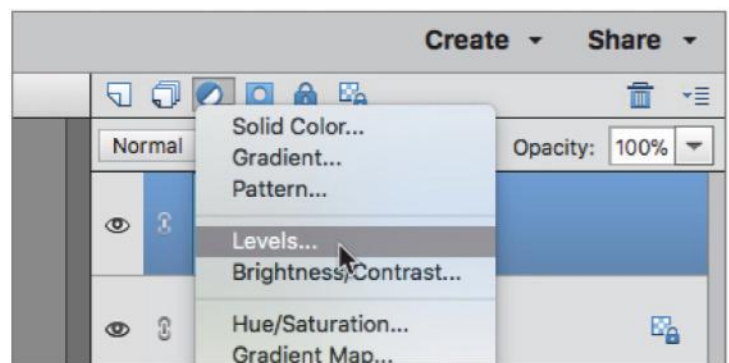 Create Share
Normal Opacity: 100%
Solid Color...
Gradient...
Pattern...
Levels...
Brightness/Contrast...
Hue/Saturation...
Gradient Map...